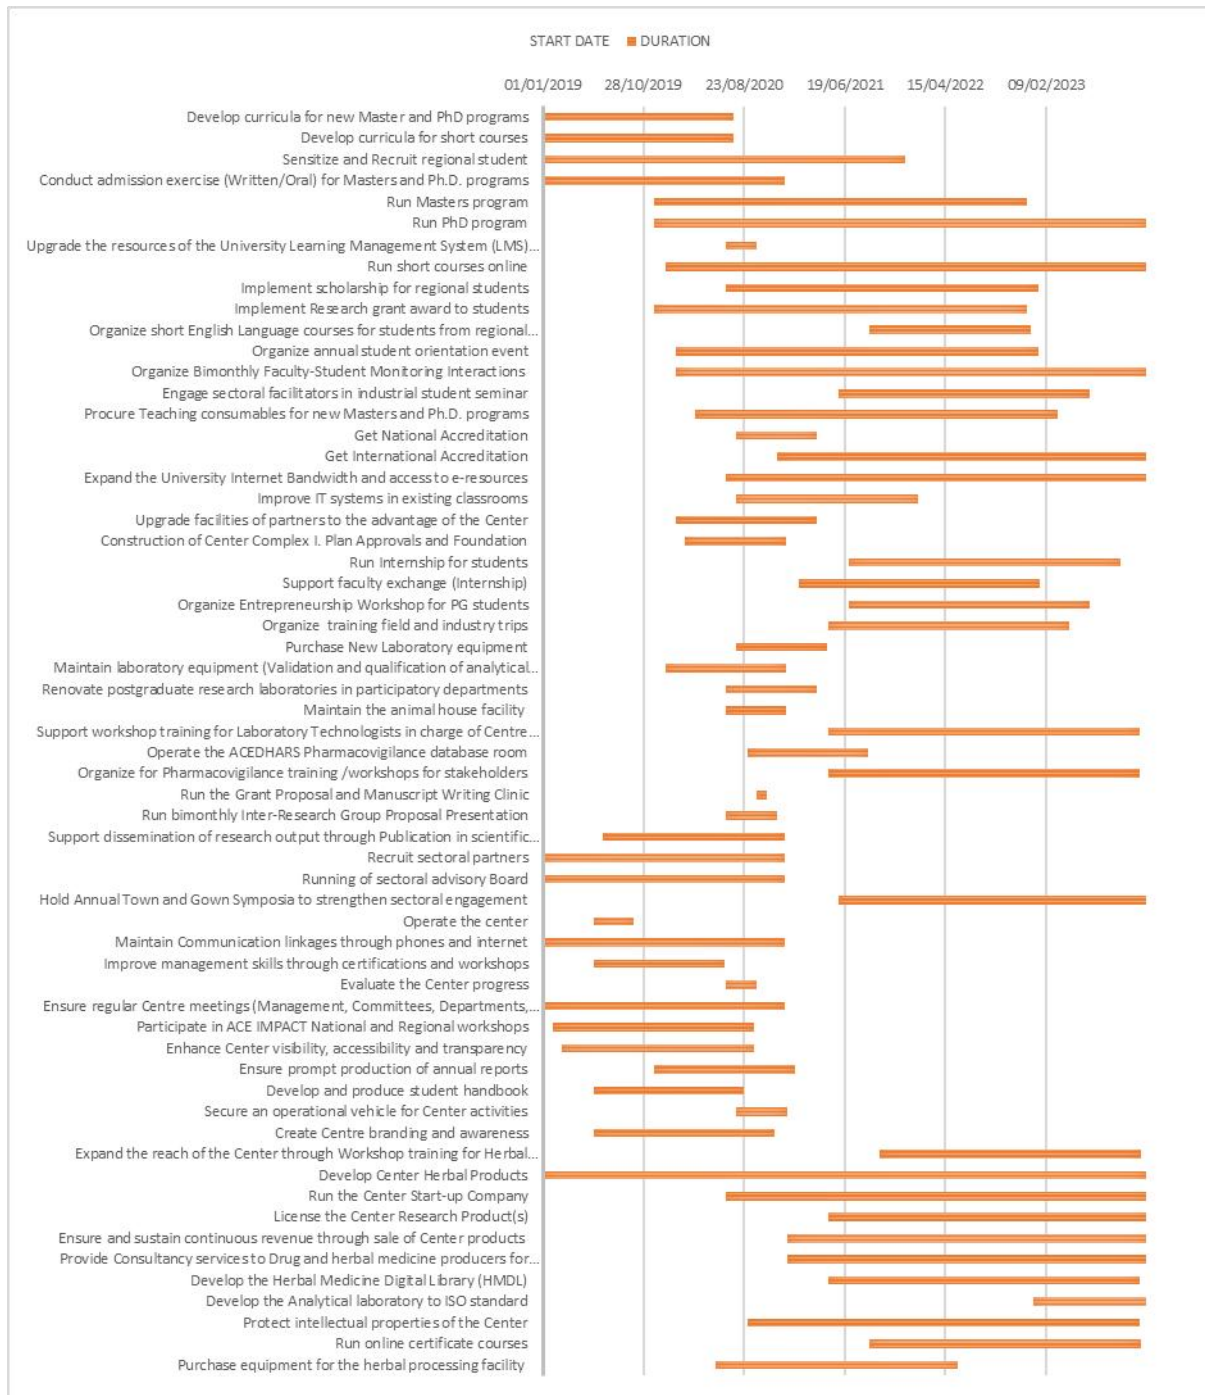 START DATE DURATION
01/01/2019 28/10/2019 23/08/2020 19/06/2021 15/04/2022 09/02/2023
Develop curricula for new Master and PhD programs
Develop curricula for short courses
Sensitize and Recruit regional student
Conduct admission exercise (Written/Oral) for Masters and Ph.D. programs
Run Masters program
Run PhD program
Upgrade the resources of the University Learning Management System (LMS)...
Run short courses online
Implement scholarship for regional students
Implement Research grant award to students
Organize short English Language courses for students from regional...
Organize annual student orientation event
Organize Bimonthly Faculty-Student Monitoring Interactions
Engage sectoral facilitators in industrial student seminar
Procure Teaching consumables for new Masters and Ph.D. programs
Get National Accreditation
Get International Accreditation
Expand the University Internet Bandwidth and access to e-resources
Improve IT systems in existing classrooms
Upgrade facilities of partners to the advantage of the Center
Construction of Center Complex I. Plan Approvals and Foundation
Run Internship for students
Support faculty exchange (Internship)
Organize Entrepreneurship Workshop for PG students
Organize training field and industry trips
Purchase New Laboratory equipment
Maintain laboratory equipment (Validation and qualification of analytical...
Renovate postgraduate research laboratories in participatory departments
Maintain the animal house facility
Support workshop training for Laboratory Technologists in charge of Centre...
Operate the ACEDHARS Pharmacovigilance database room
Organize for Pharmacovigilance training /workshops for stakeholders
Run the Grant Proposal and Manuscript Writing Clinic
Run bimonthly Inter-Research Group Proposal Presentation
Support dissemination of research output through Publication in scientific...
Recruit sectoral partners
Running of sectoral advisory Board
Hold Annual Town and Gown Symposia to strengthen sectoral engagement
Operate the center
Maintain Communication linkages through phones and internet
Improve management skills through certifications and workshops
Evaluate the Center progress
Ensure regular Centre meetings (Management, Committees, Departments,...
Participate in ACE IMPACT National and Regional workshops
Enhance Center visibility, accessibility and transparency
Ensure prompt production of annual reports
Develop and produce student handbook
Secure an operational vehicle for Center activities
Create Centre branding and awareness
Expand the reach of the Center through Workshop training for Herbal...
Develop Center Herbal Products
Run the Center Start-up Company
License the Center Research Product(s)
Ensure and sustain continuous revenue through sale of Center products
Provide Consultancy services to Drug and herbal medicine producers for...
Develop the Herbal Medicine Digital Library (HMDL)
Develop the Analytical laboratory to ISO standard
Protect intellectual properties of the Center
Run online certificate courses
Purchase equipment for the herbal processing facility